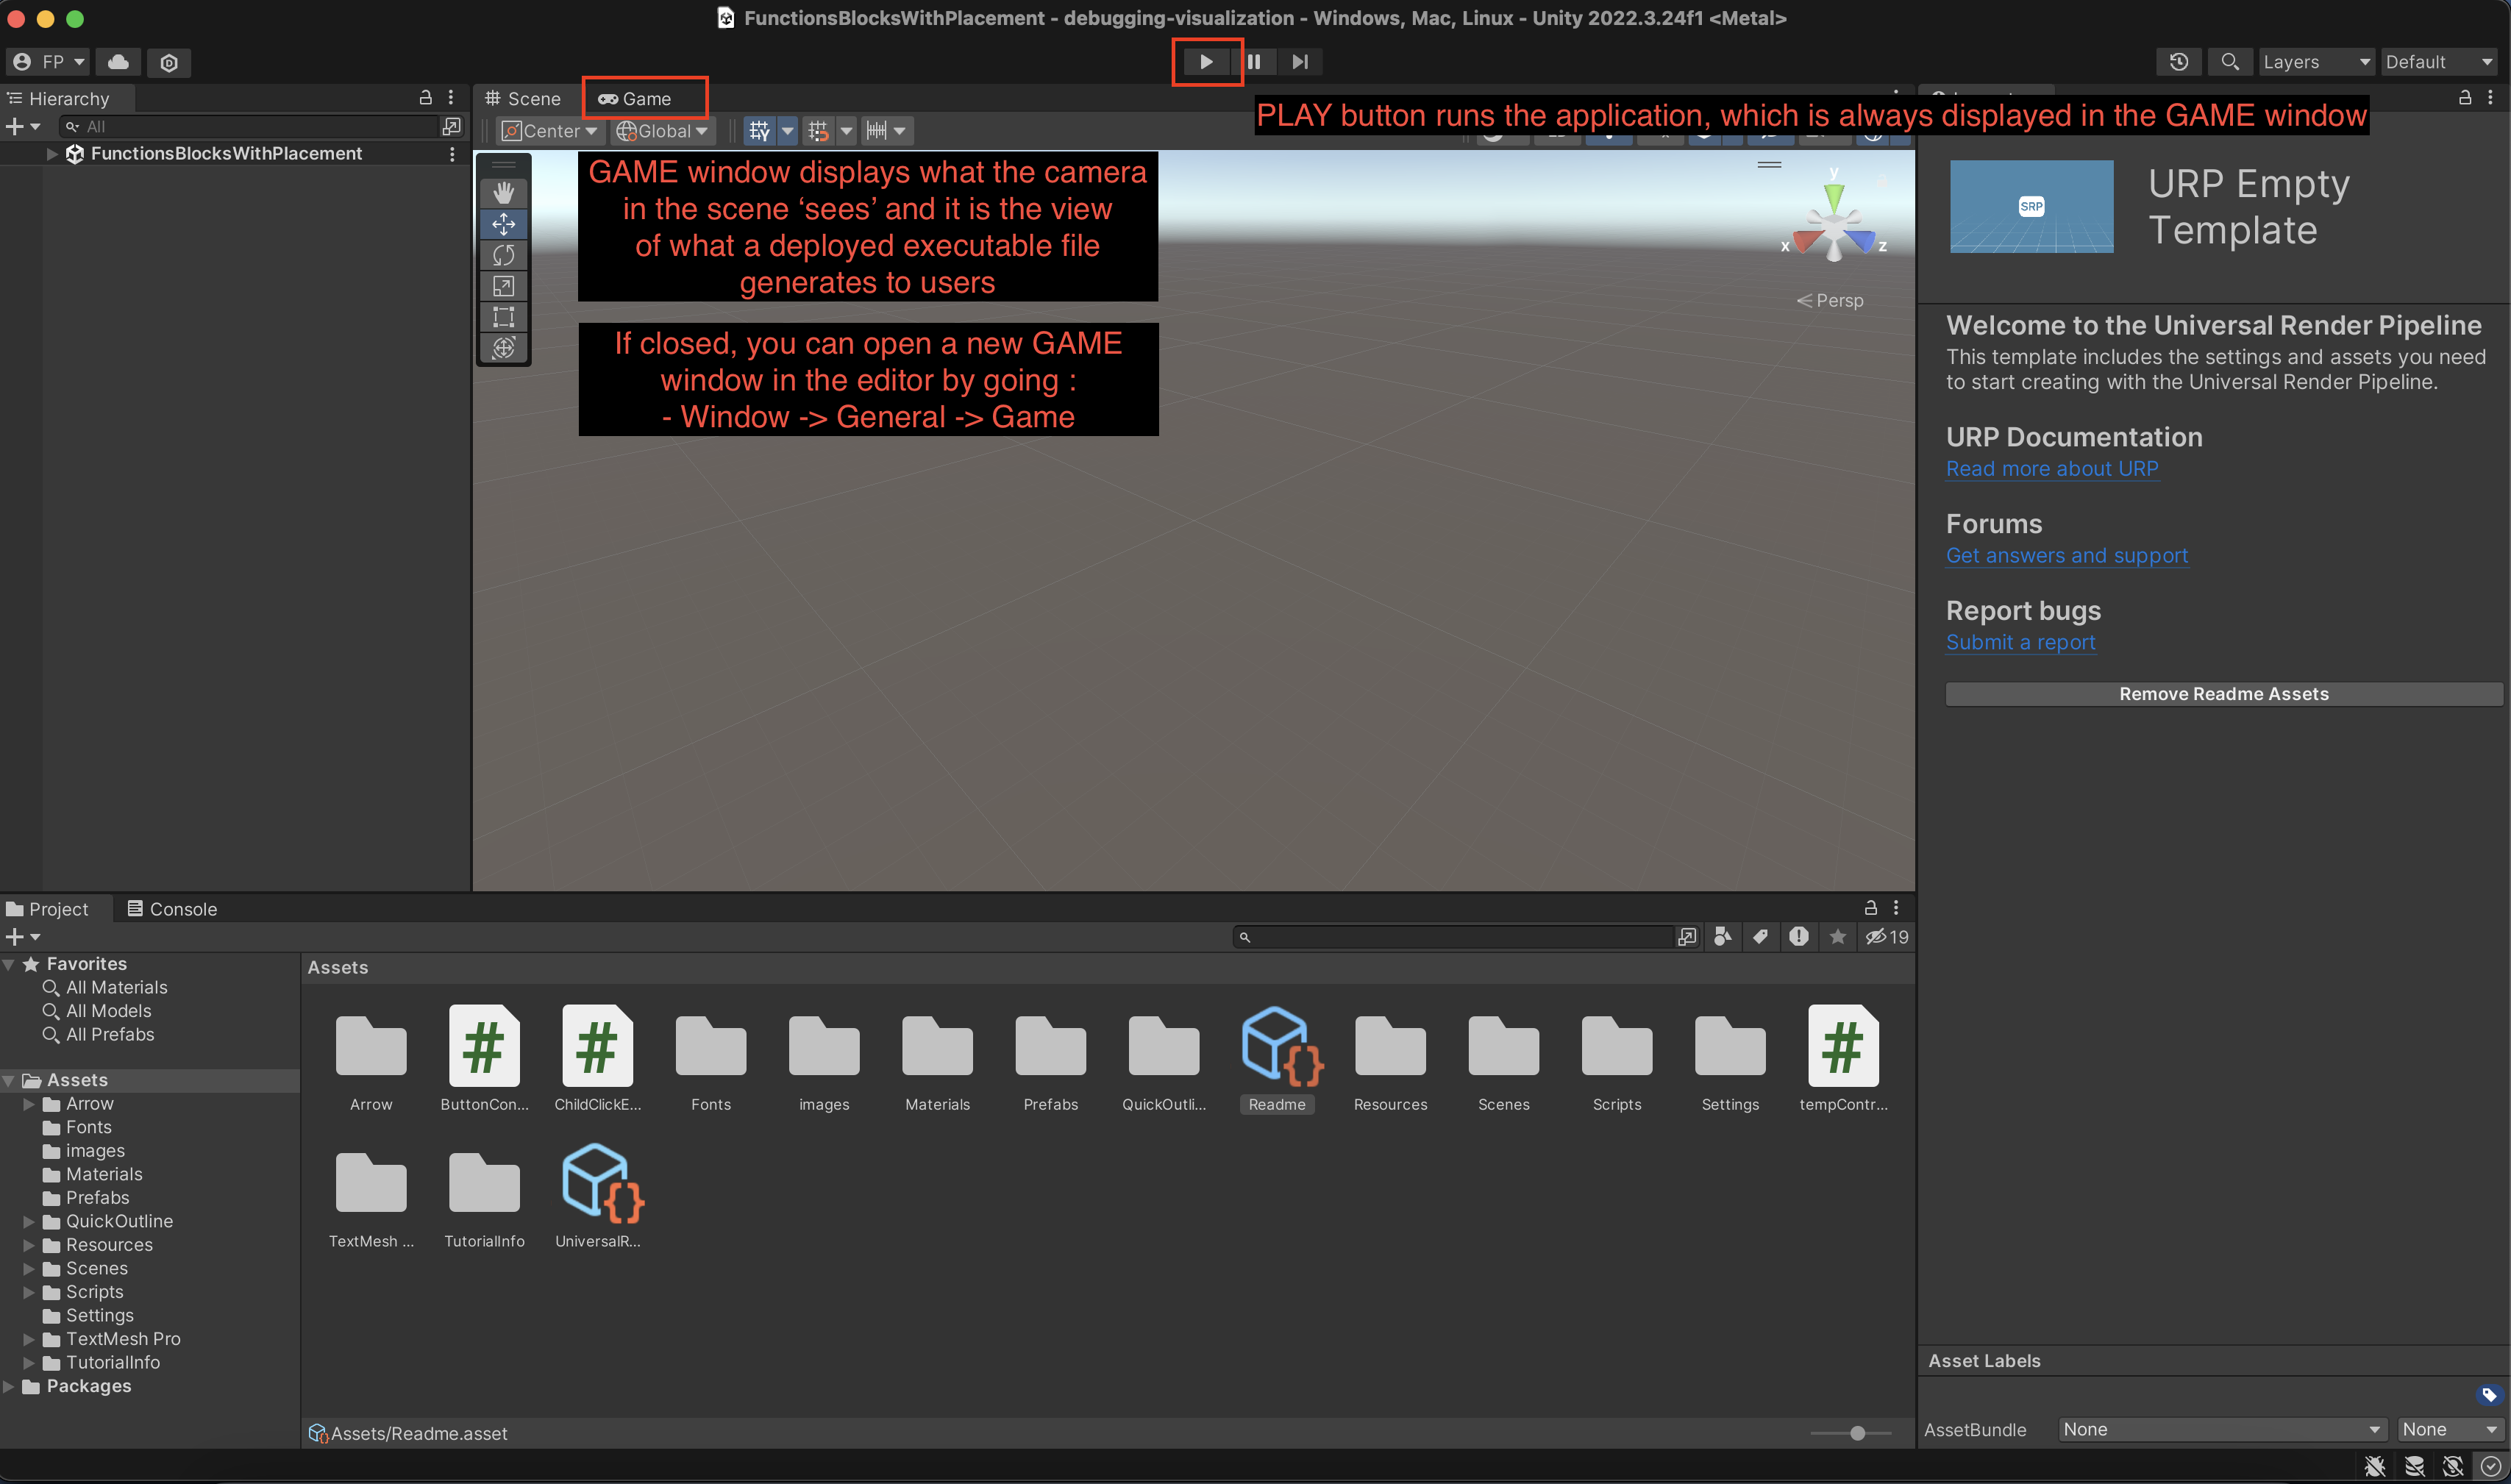 FunctionsBlocksWithPlacement - debugging-visualization - Windows, Mac, Linux - Unity 2022.3.24f1 <Metal>
FP
Layers
Default
Hierarchy
Scene
Game
PLAY button runs the application, which is always displayed in the GAME window
All
Center
Global
FunctionsBlocksWithPlacement
GAME window displays what the camera
in the scene ‘sees’ and it is the view
of what a deployed executable file
generates to users
If closed, you can open a new GAME
window in the editor by going :
- Window -> General -> Game
y
x
z
Persp
SRP
URP Empty
Template
Welcome to the Universal Render Pipeline
This template includes the settings and assets you need
to start creating with the Universal Render Pipeline.
URP Documentation
Read more about URP
Forums
Get answers and support
Report bugs
Submit a report
Remove Readme Assets
Project
Console
19
Favorites
All Materials
All Models
All Prefabs
Assets
Arrow
Fonts
images
Materials
Prefabs
QuickOutline
Resources
Scenes
Scripts
Settings
TextMesh Pro
TutorialInfo
Packages
Assets
Arrow
ButtonCon...
ChildClickE...
Fonts
images
Materials
Prefabs
QuickOutli...
Readme
Resources
Scenes
Scripts
Settings
tempContr...
TextMesh ...
TutorialInfo
UniversalR...
Assets/Readme.asset
Asset Labels
AssetBundle
None
None